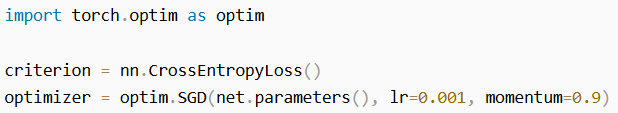 import torch.optim as optim
criterion = nn.CrossEntropyLoss()
optimizer = optim.SGD(net.parameters(), lr=0.001, momentum=0.9)